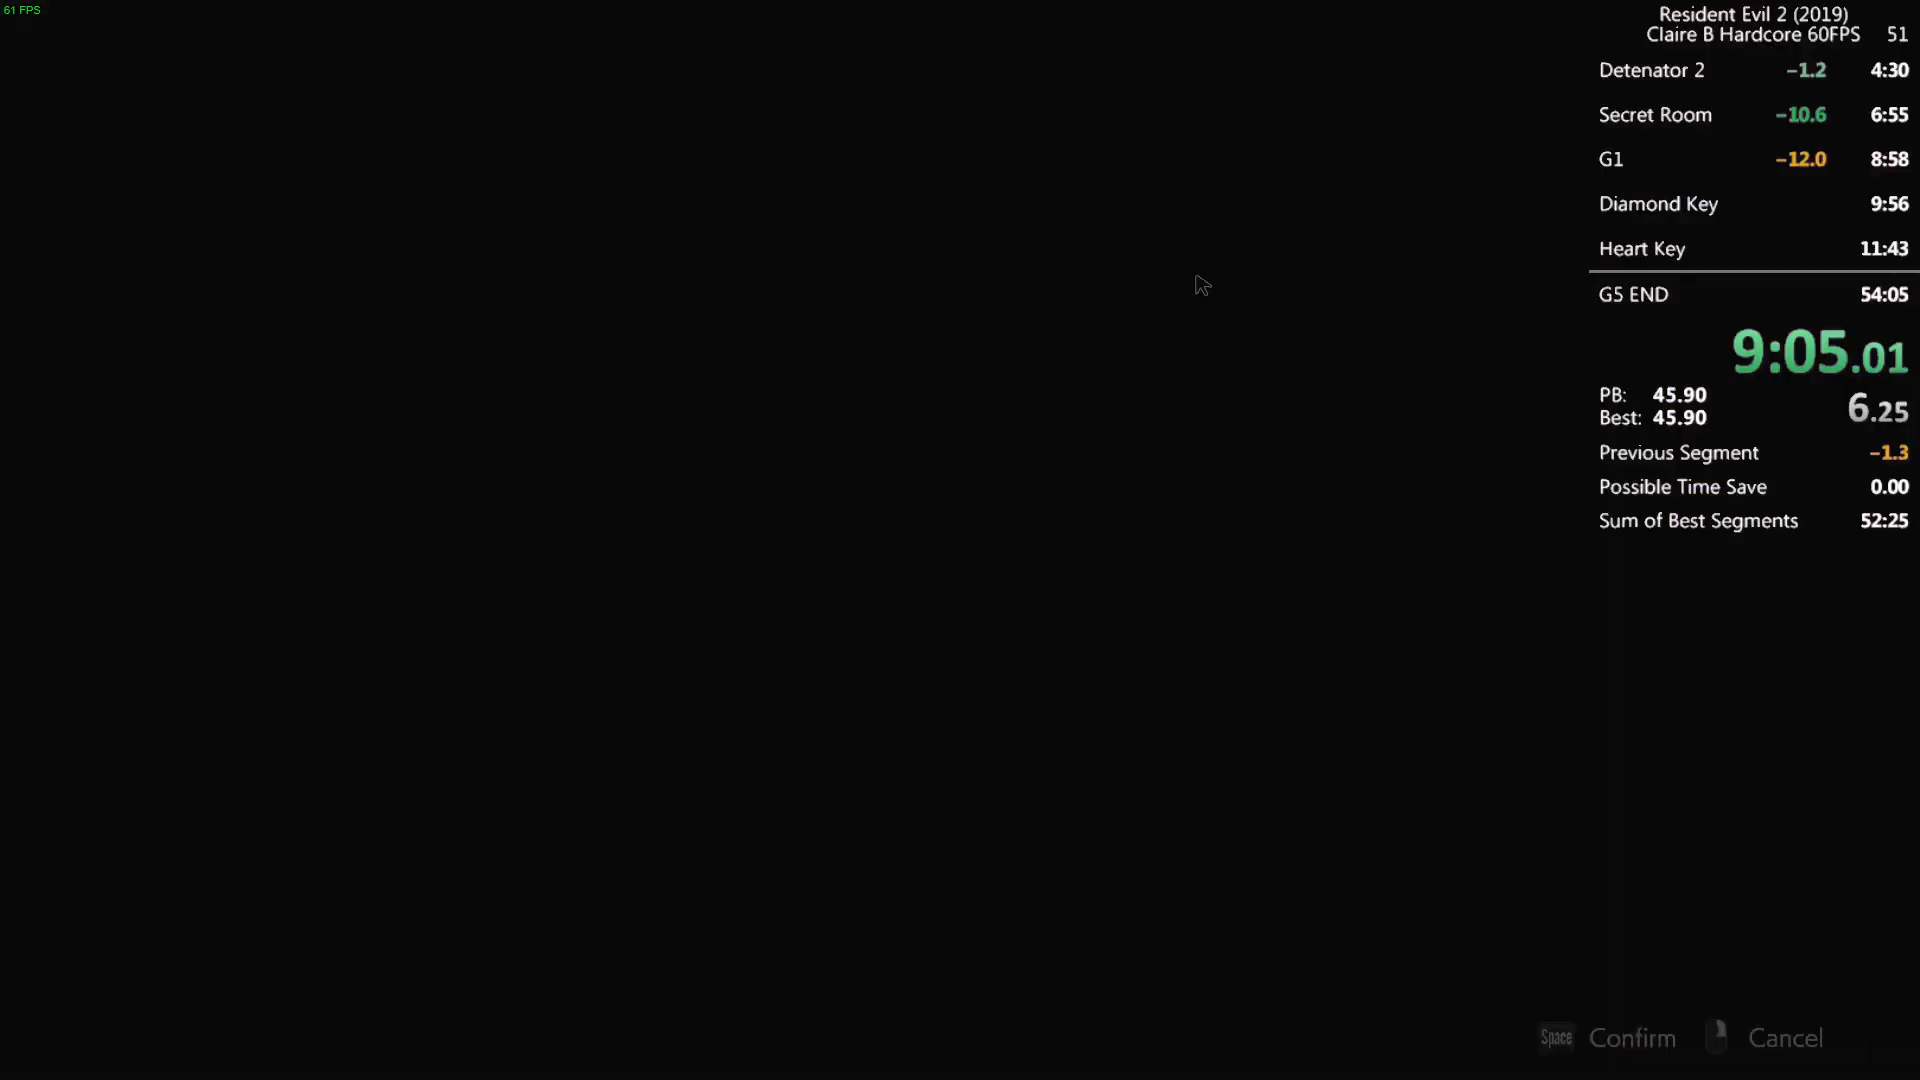 61 FPS
Resident Evil 2 (2019)
Claire B Hardcore 60FPS 51
Detenator 2 -1.2 4:30
Secret Room -10.6 6:55
G1 -12.0 8:58
Diamond Key 9:56
Heart Key 11:43
G5 END 54:05
9:05.01
PB: 45.90
6.25
Best: 45.90
Previous Segment -1.3
Possible Time Save 0.00
Sum of Best Segments 52:25
Space Confirm Cancel